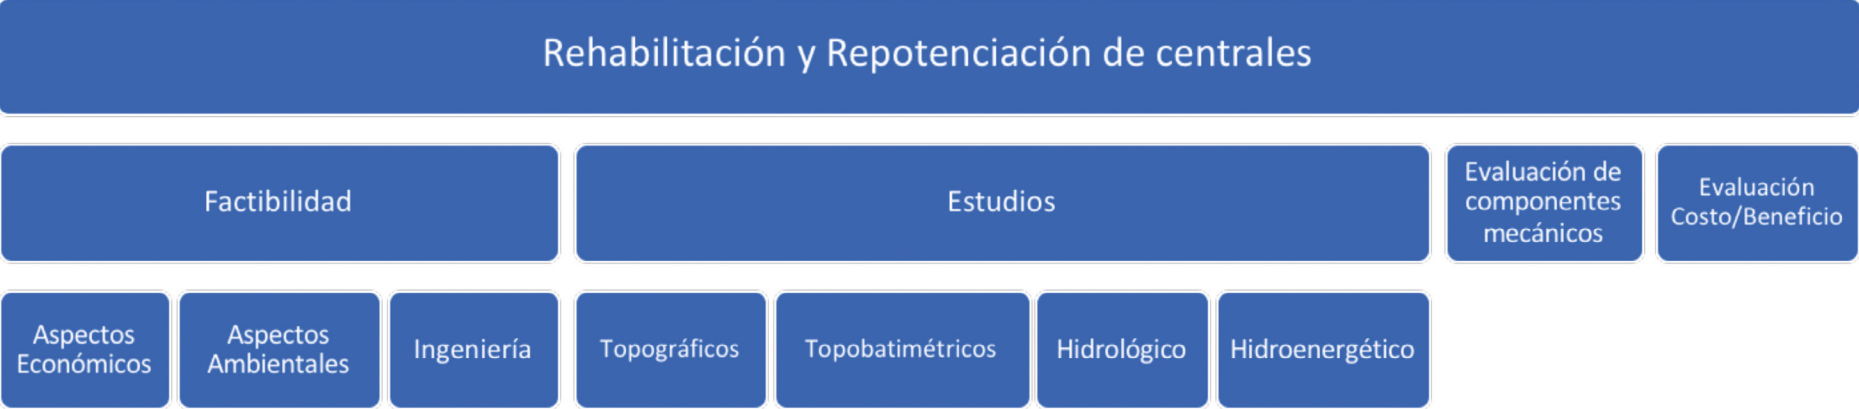 Rehabilitación y Repotenciación de centrales
Factibilidad
Estudios
Evaluación de
componentes
mecánicos
Evaluación
Costo/Beneficio
Aspectos
Económicos
Aspectos
Ambientales
Ingeniería
Topográficos
Topobatimétricos
Hidrológico
Hidroenergético